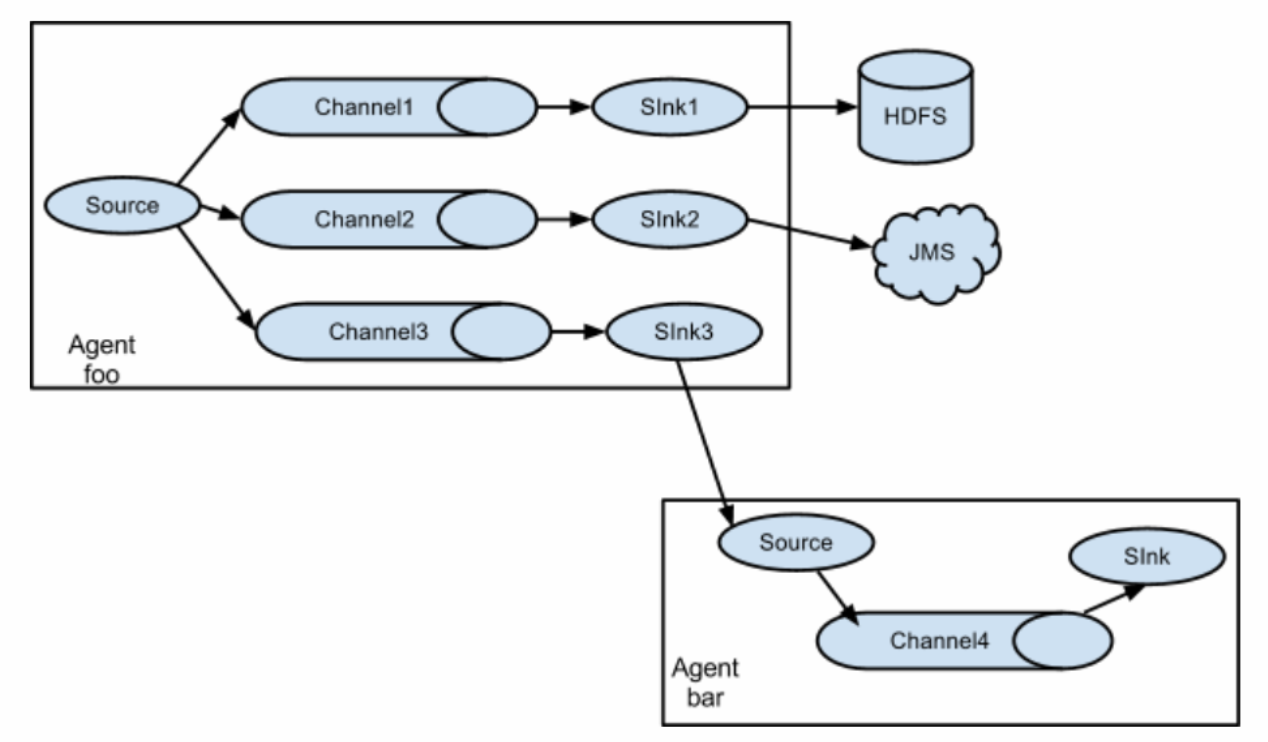 Channel1
SInk1
HDFS
Source
Channel2
SInk2
JMS
Channel3
SInk3
Agent
foo
Source
SInk
Channel4
Agent
bar